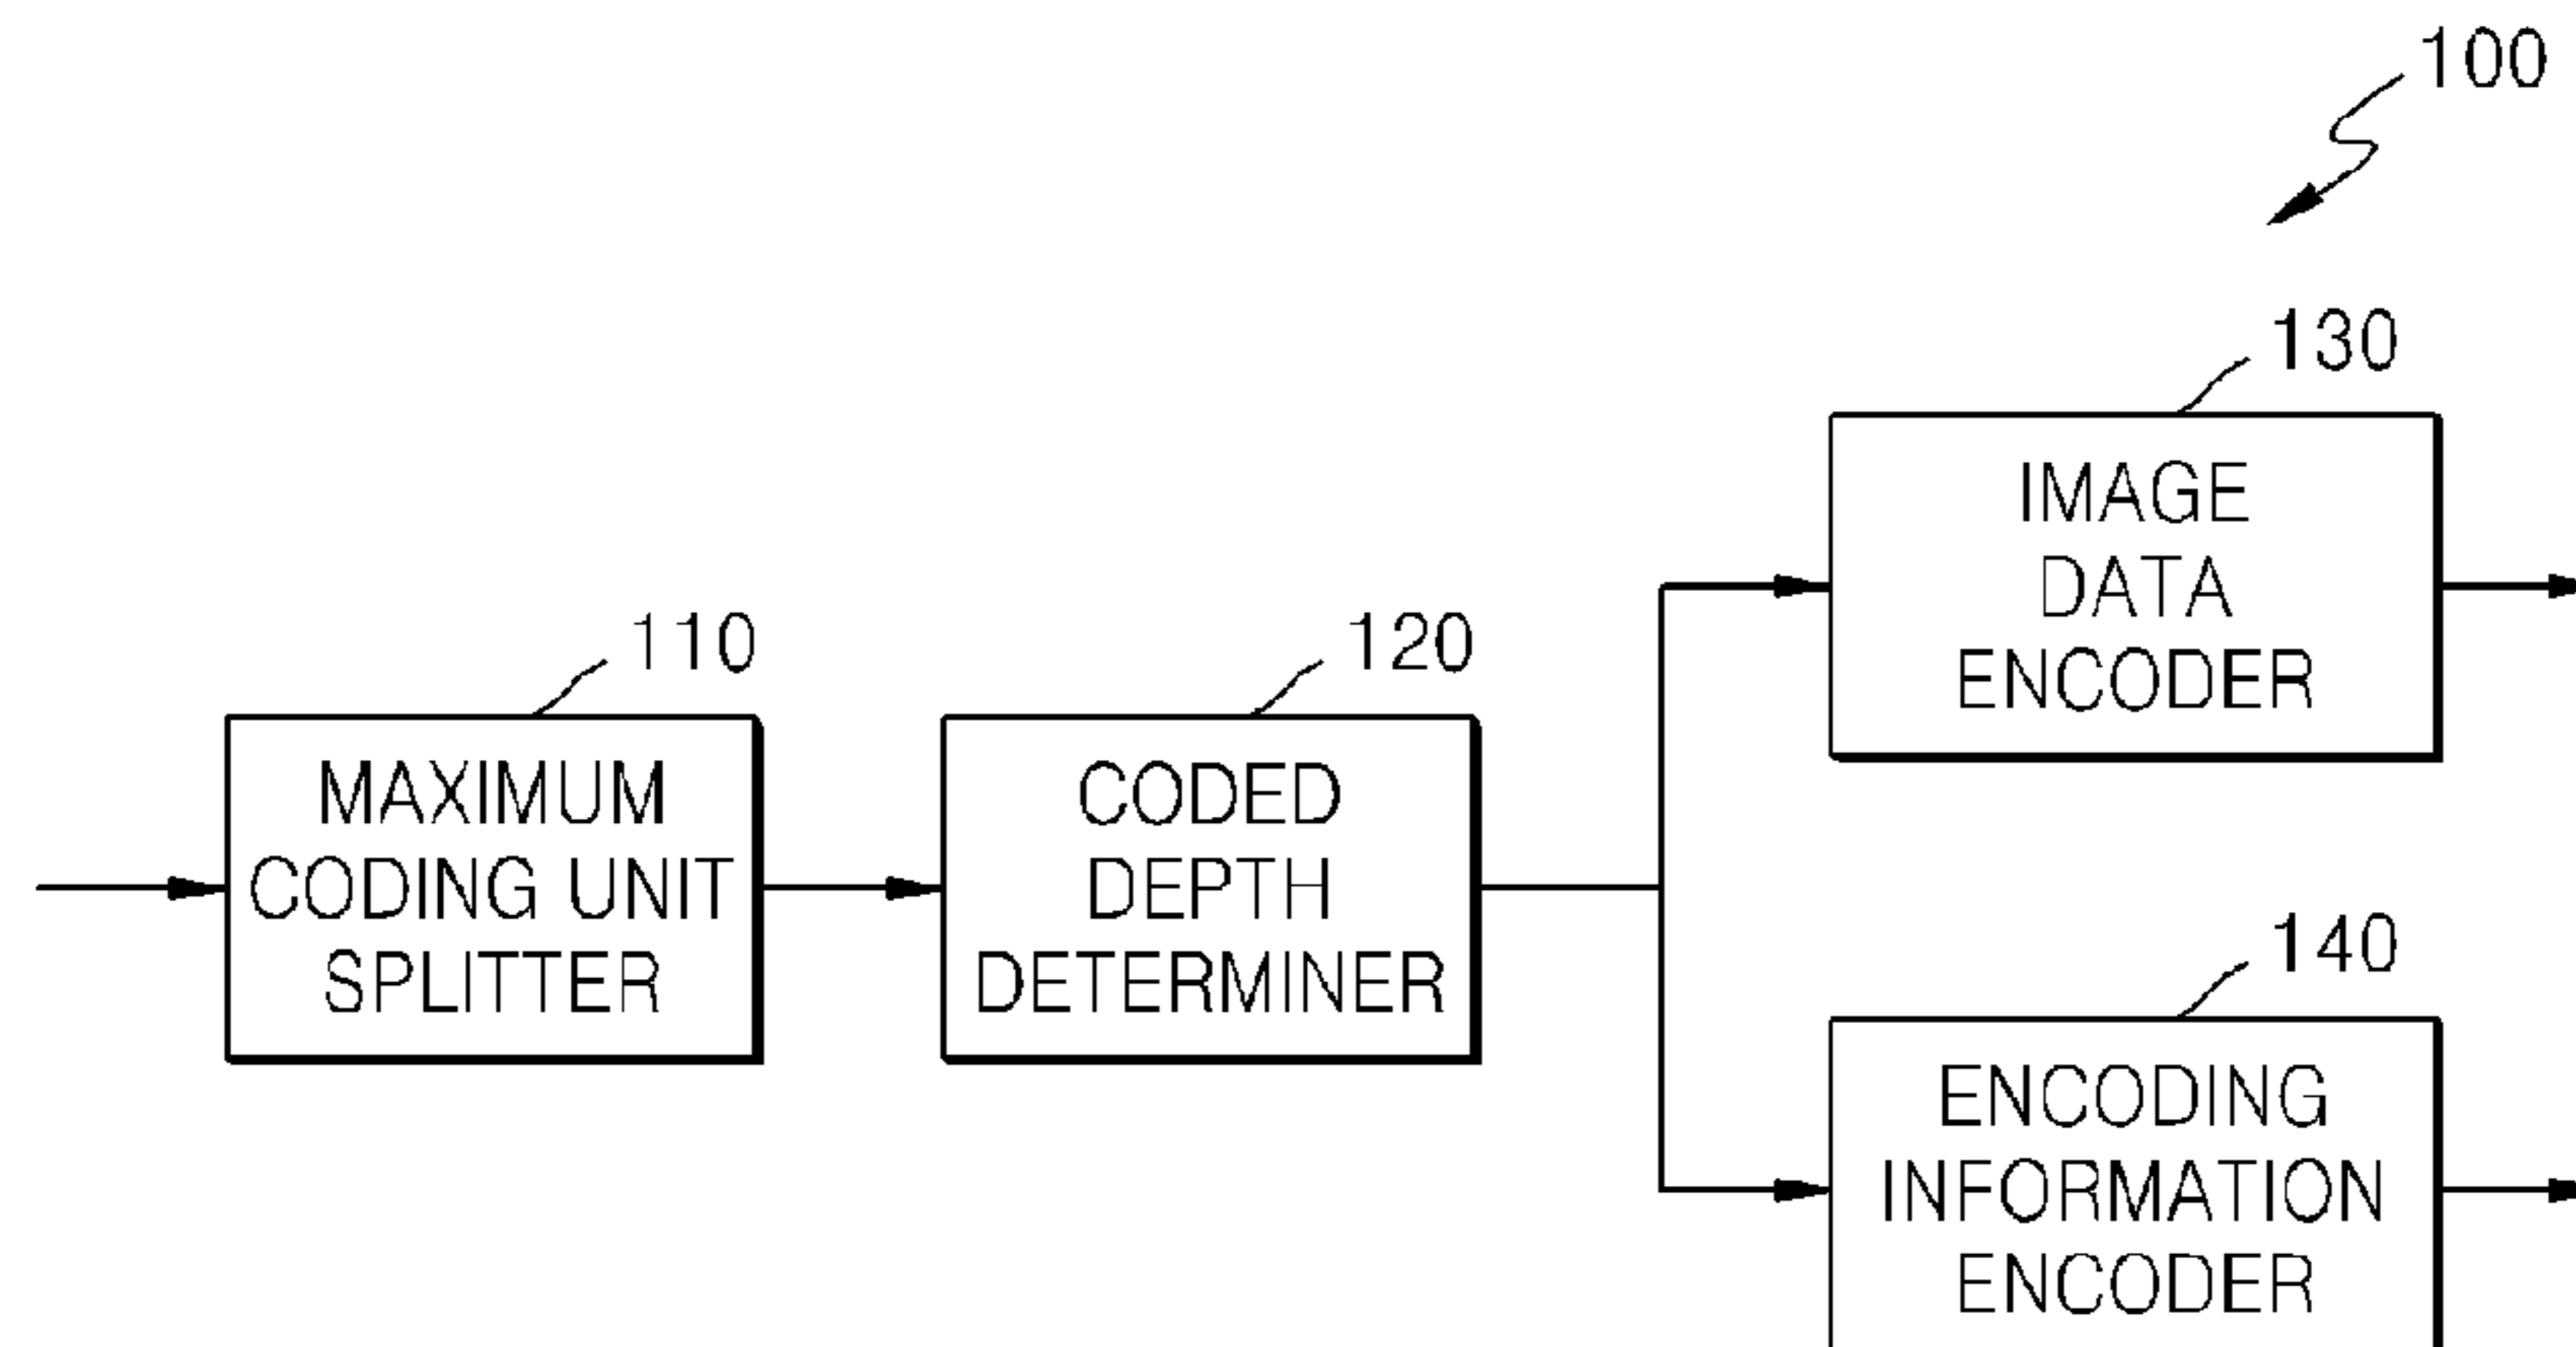 100
130
IMAGE
DATA
ENCODER
110
MAXIMUM
CODING UNIT
SPLITTER
120
CODED
DEPTH
DETERMINER
140
ENCODING
INFORMATION
ENCODER